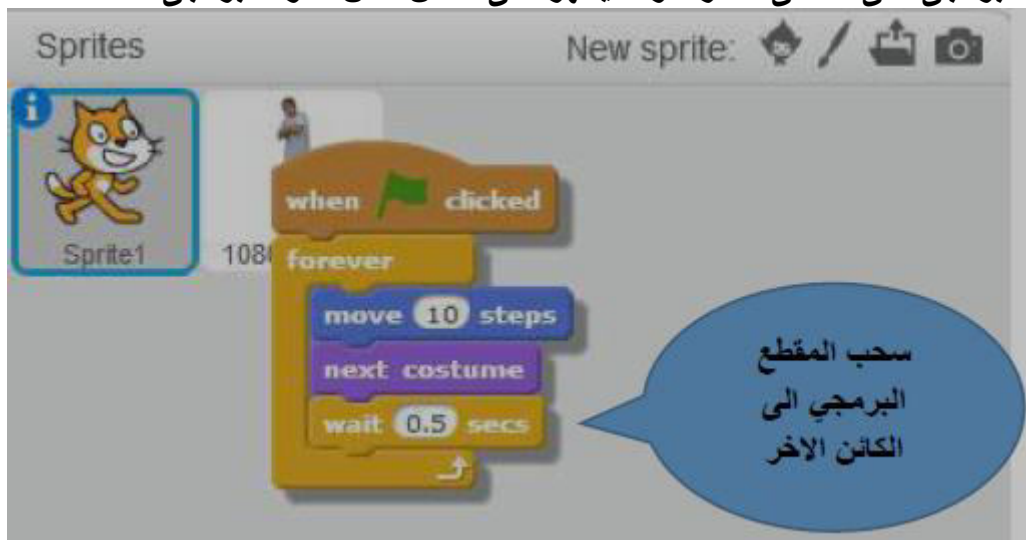 Sprites New sprite:
when clicked
Sprite1 108
forever
move 10 steps
next costume
wait 0.5 secs
سحب المقطع
البرمجي الى
الكائن الاخر